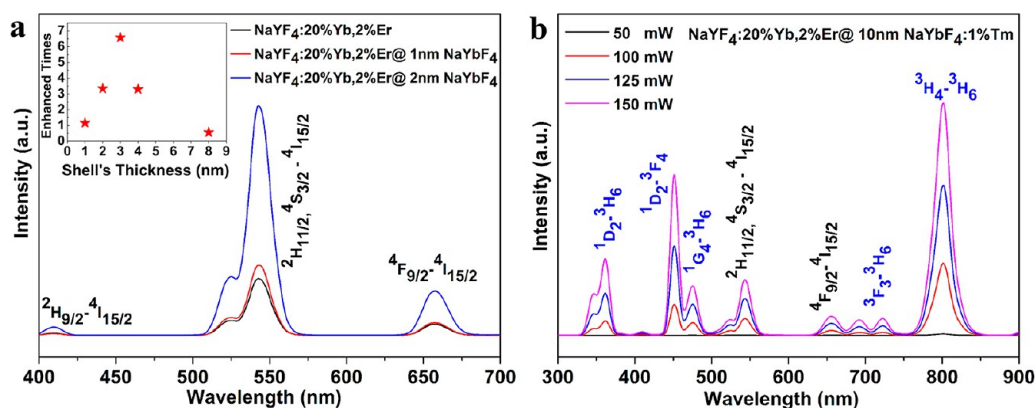 a
Enhanced Times
7
6
5
4
3
2
1
0
0 1 2 3 4 5 6 7 8 9
Shell's Thickness (nm)
NaYF₄:20%Yb,2%Er
NaYF₄:20%Yb,2%Er@ 1nm NaYbF₄
NaYF₄:20%Yb,2%Er@ 2nm NaYbF₄
Intensity (a.u.)
²H₉/₂-⁴I₁₅/₂
²H₁₁/₂, ⁴S₃/₂ - ⁴I₁₅/₂
⁴F₉/₂-⁴I₁₅/₂
400 450 500 550 600 650 700
Wavelength (nm)
b
50 mW
100 mW
125 mW
150 mW
NaYF₄:20%Yb,2%Er@ 10nm NaYbF₄:1%Tm
Intensity (a.u.)
¹D₂-³H₆
¹D₂-³F₄
¹G₄-³H₆
²H₁₁/₂, ⁴S₃/₂ - ⁴I₁₅/₂
⁴F₉/₂-⁴I₁₅/₂
³F₃-³H₆
³H₄-³H₆
300 400 500 600 700 800 900
Wavelength (nm)